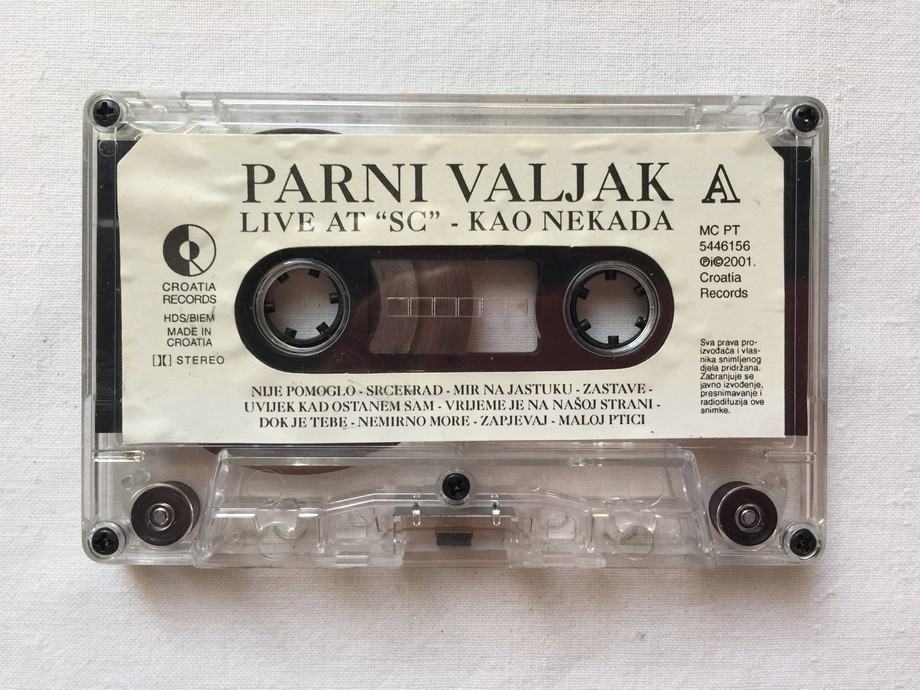 PARNI VALJAK
A
LIVE AT “SC” - KAO NEKADA
CROATIA
RECORDS
HDS/BIEM
MADE IN
CROATIA
STEREO
MC PT
5446156
℗i©2001.
Croatia
Records
Sva prava pro-
izvođača i vlas-
nika snimljenog
djela pridržana.
Zabranjuje se
javno izvođenje,
presnimavanje i
radiodifuzija ove
snimke.
NIJE POMOGLO - SRCEKRAD - MIR NA JASTUKU - ZASTAVE -
UVIJEK KAD OSTANEM SAM - VRIJEME JE NA NAŠOJ STRANI -
DOK JE TEBE - NEMIRNO MORE - ZAPJEVAJ - MALOJ PTICI